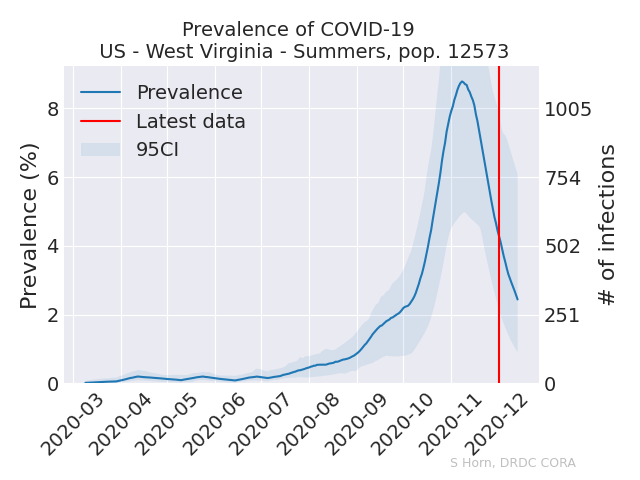 Prevalence of COVID-19
US - West Virginia - Summers, pop. 12573
Prevalence
Latest data
95CI
Prevalence (%)
8
6
4
2
0
# of infections
1005
754
502
251
0
2020-03
2020-04
2020-05
2020-06
2020-07
2020-08
2020-09
2020-10
2020-11
2020-12
S Horn, DRDC CORA